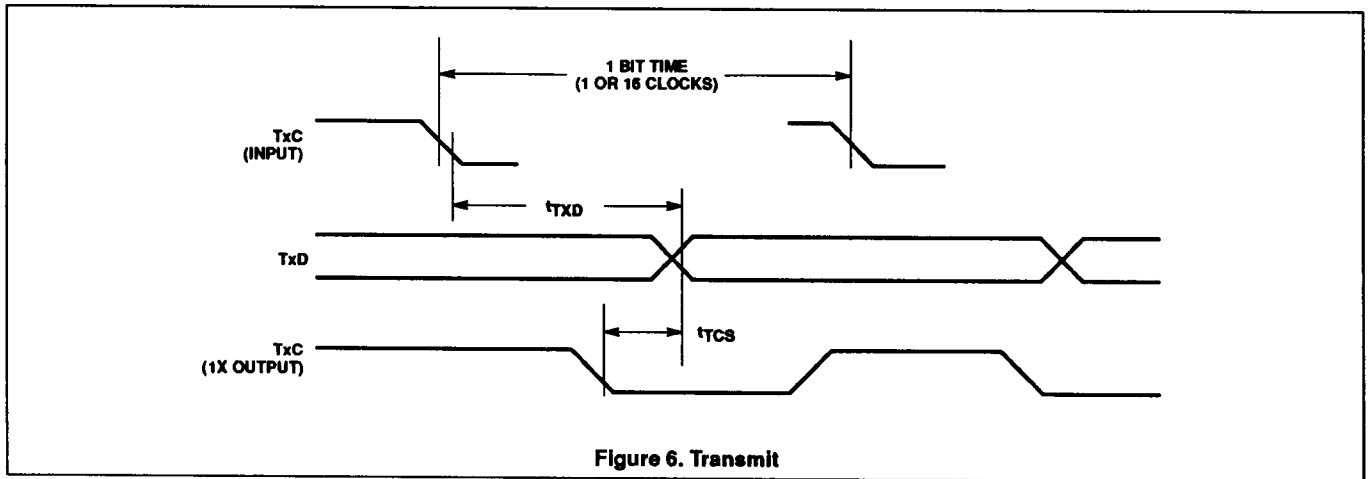 1 BIT TIME
(1 OR 16 CLOCKS)
TxC
(INPUT)
tTXD
TxD
tTCS
TxC
(1X OUTPUT)
Figure 6. Transmit